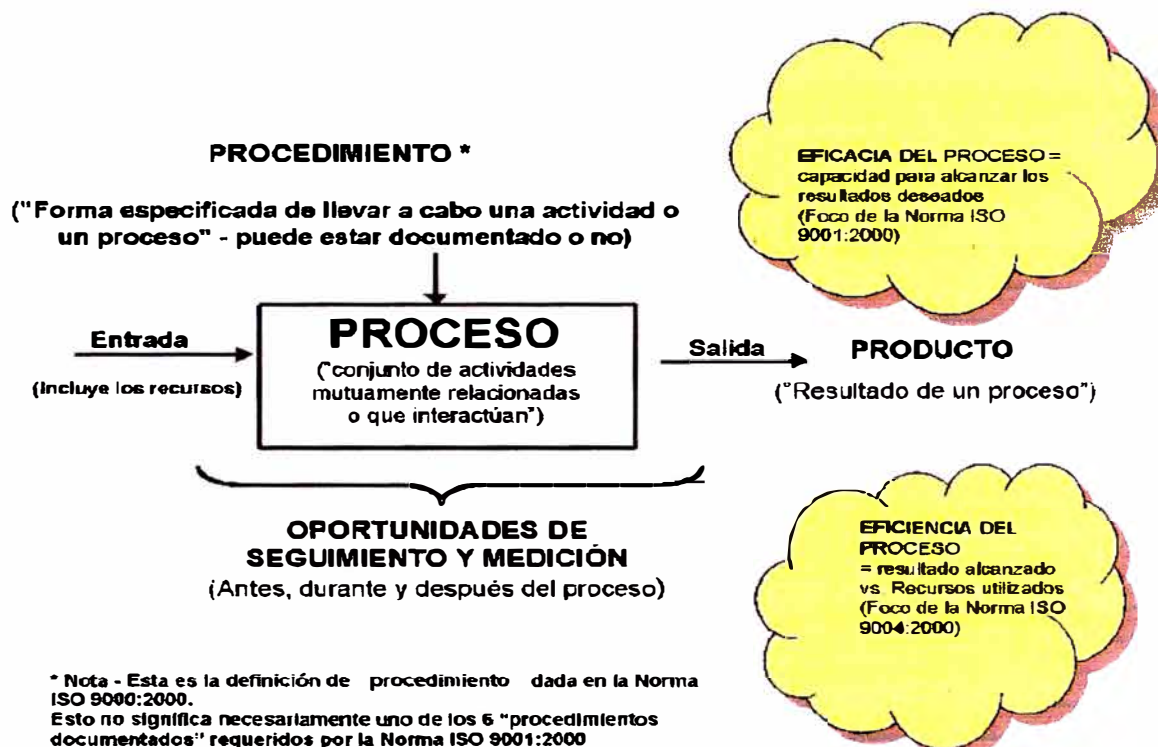 PROCEDIMIENTO *
("Forma especificada de llevar a cabo una actividad o
un proceso" - puede estar documentado o no)
EFICACIA DEL PROCESO =
capacidad para alcanzar los
resultados deseados
(Foco de la Norma ISO
9001:2000)
Entrada
(Incluye los recursos)
PROCESO
("conjunto de actividades
mutuamente relacionadas
o que interactúan")
Salida
PRODUCTO
("Resultado de un proceso")
OPORTUNIDADES DE
SEGUIMIENTO Y MEDICIÓN
(Antes, durante y después del proceso)
EFICIENCIA DEL
PROCESO
= resultado alcanzado
vs. Recursos utilizados
(Foco de la Norma ISO
9004:2000)
* Nota - Esta es la definición de procedimiento dada en la Norma
ISO 9000:2000.
Esto no significa necesariamente uno de los 6 "procedimientos
documentados" requeridos por la Norma ISO 9001:2000